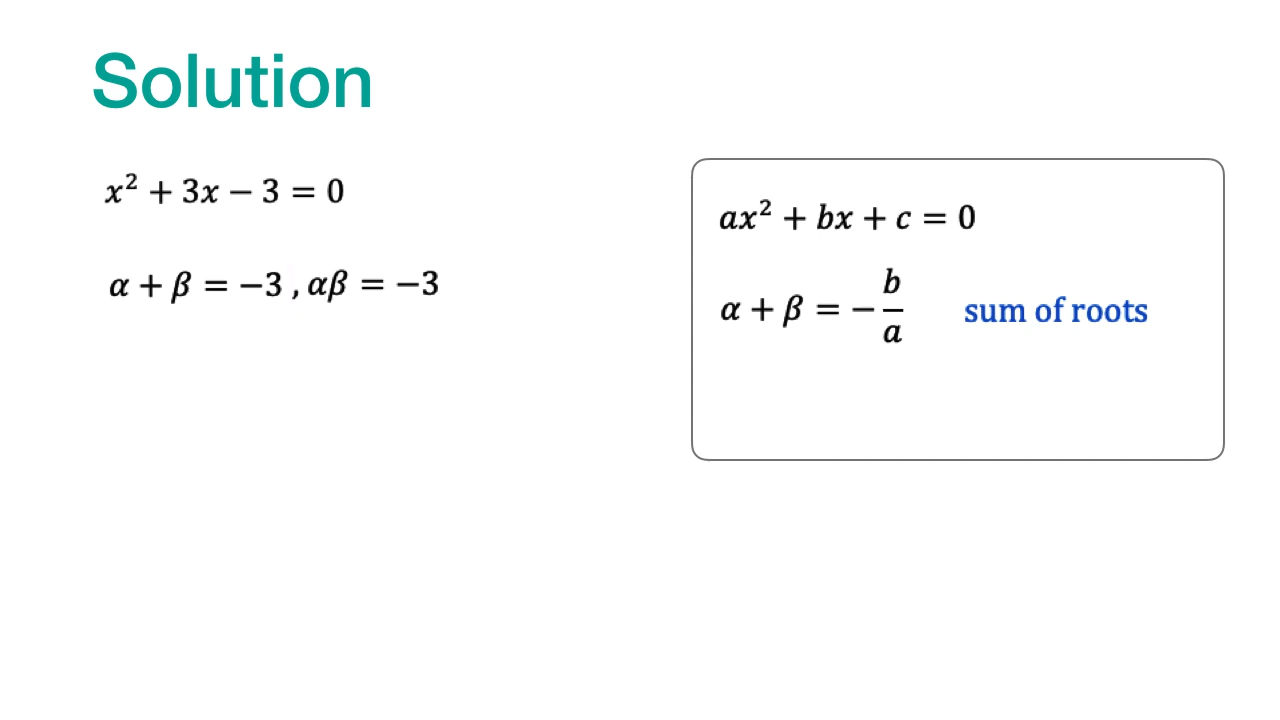 Solution
x² + 3x − 3 = 0
α + β = −3 , αβ = −3
ax² + bx + c = 0
α + β = − b/a sum of roots